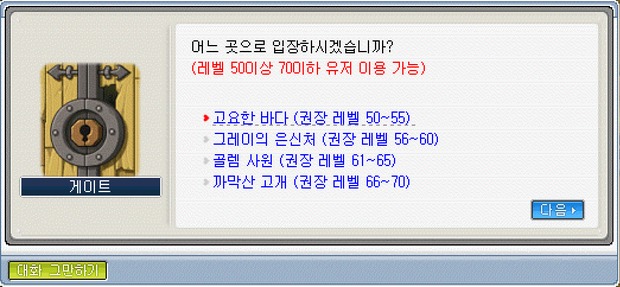 어느 곳으로 입장하시겠습니까?
(레벨 50이상 70이하 유저 이용 가능)
고요한 바다 (권장 레벨 50~55)
그레이의 은신처 (권장 레벨 56~60)
골렘 사원 (권장 레벨 61~65)
까막산 고개 (권장 레벨 66~70)
게이트
다음
대화 그만하기